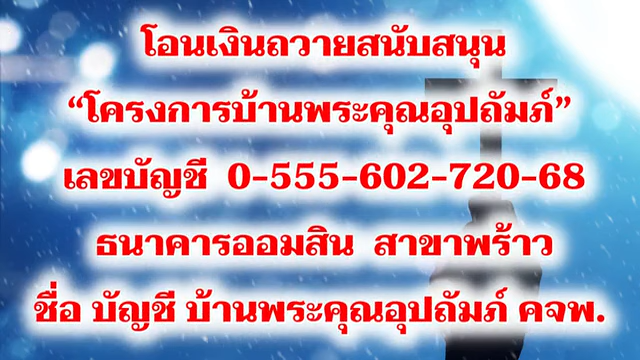 โอนเงินถวายสนับสนุน
“โครงการบ้านพระคุณอุปถัมภ์”
เลขบัญชี 0-555-602-720-68
ธนาคารออมสิน สาขาพร้าว
ชื่อ บัญชี บ้านพระคุณอุปถัมภ์ คจพ.